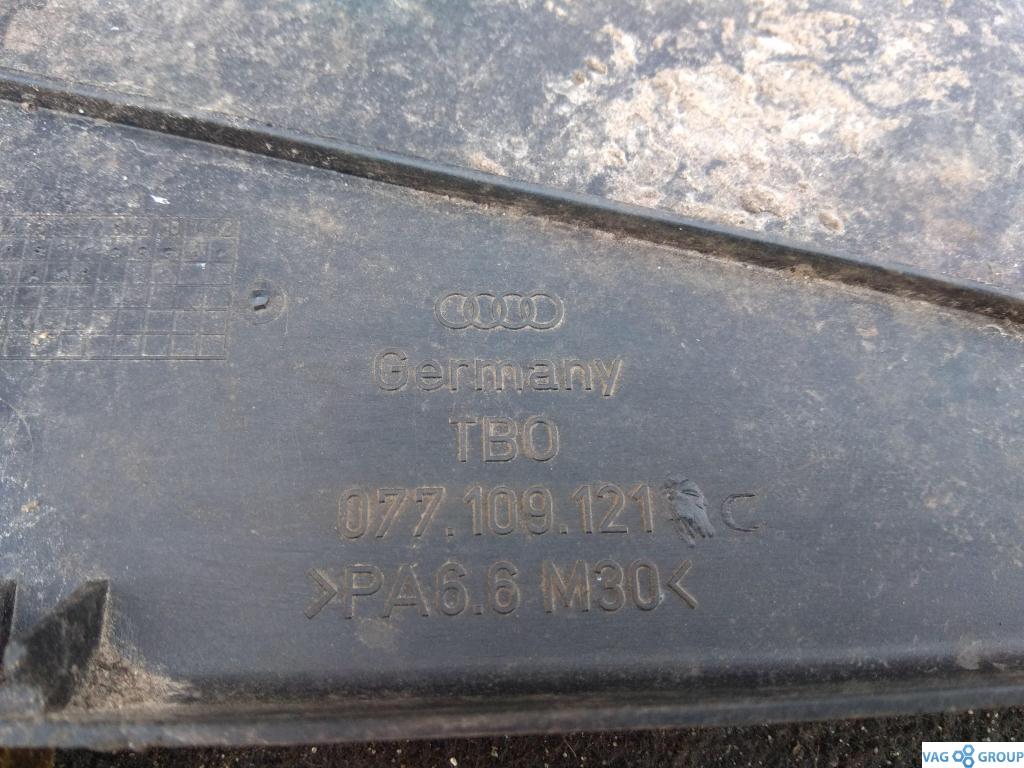 Germany
TBO
077.109.121 C
>PA6.6 M30<
VAG GROUP